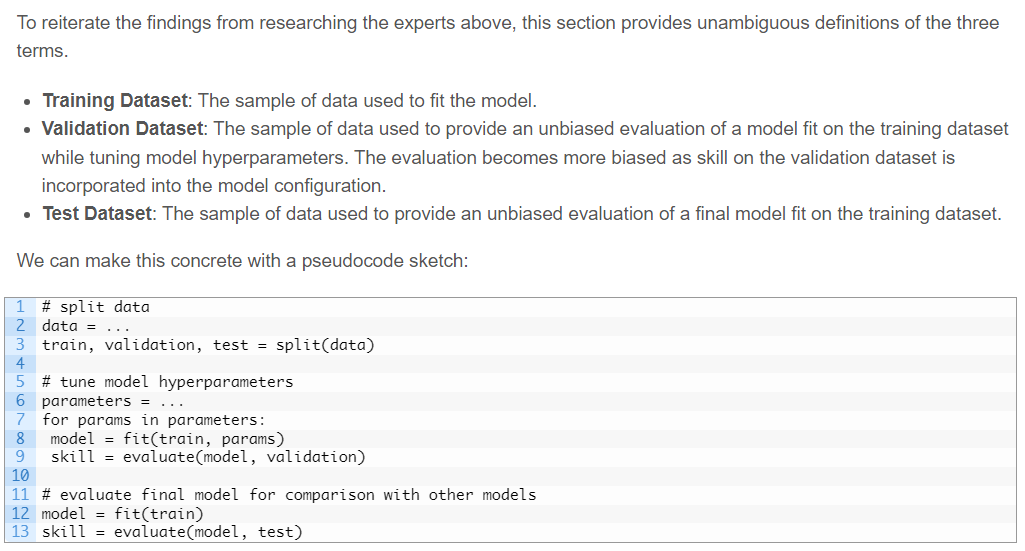 To reiterate the findings from researching the experts above, this section provides unambiguous definitions of the three
terms.
• Training Dataset: The sample of data used to fit the model.
• Validation Dataset: The sample of data used to provide an unbiased evaluation of a model fit on the training dataset
while tuning model hyperparameters. The evaluation becomes more biased as skill on the validation dataset is
incorporated into the model configuration.
• Test Dataset: The sample of data used to provide an unbiased evaluation of a final model fit on the training dataset.
We can make this concrete with a pseudocode sketch:
1 # split data
2 data = ...
3 train, validation, test = split(data)
4
5 # tune model hyperparameters
6 parameters = ...
7 for params in parameters:
8  model = fit(train, params)
9  skill = evaluate(model, validation)
10
11 # evaluate final model for comparison with other models
12 model = fit(train)
13 skill = evaluate(model, test)